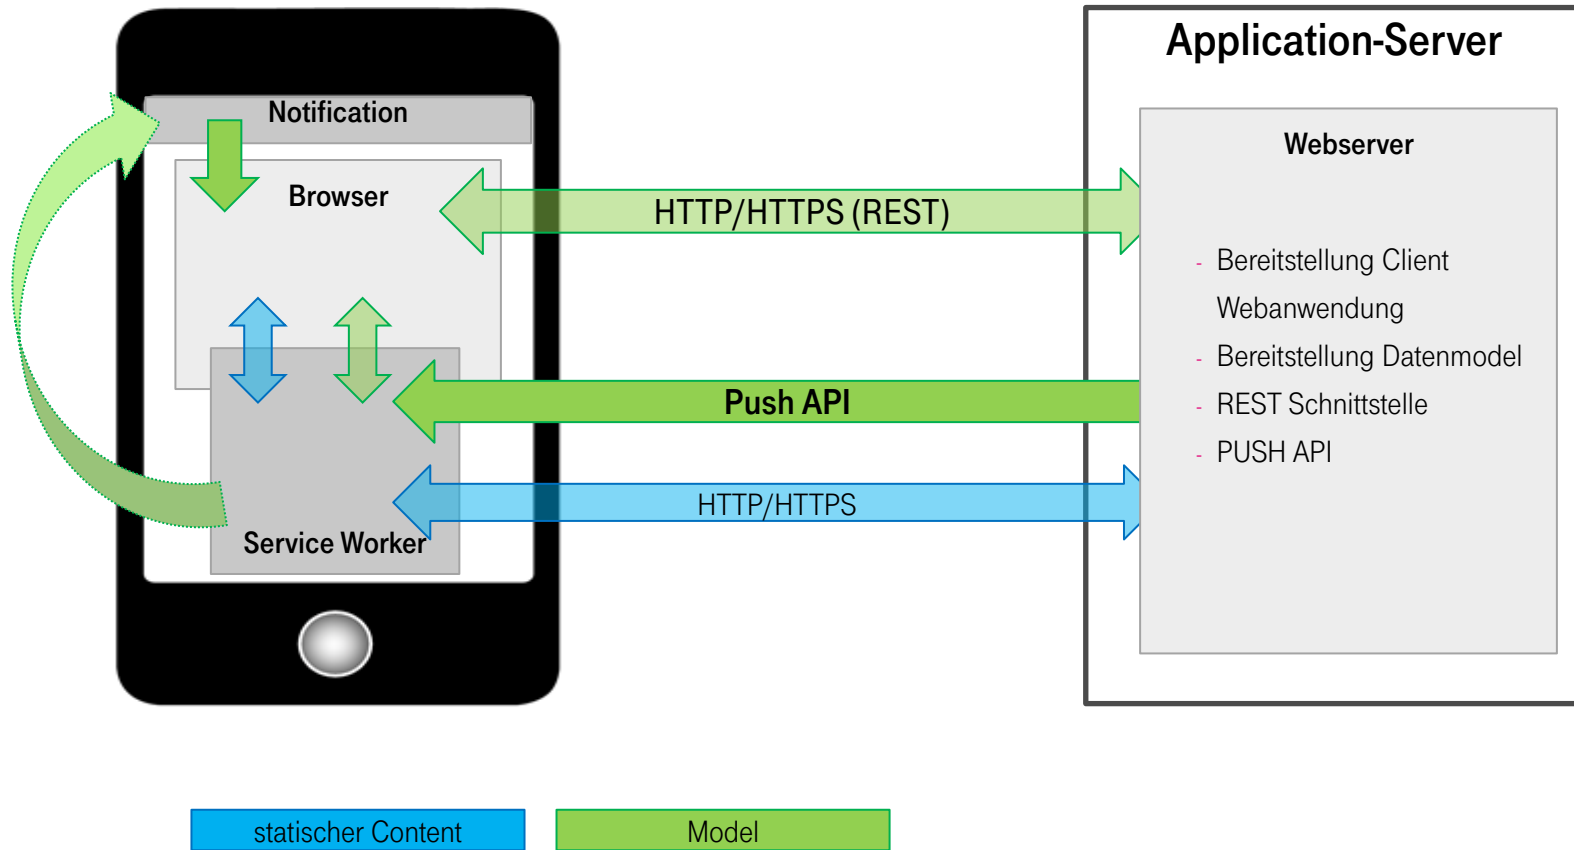 Application-Server
Notification
Webserver
Browser
HTTP/HTTPS (REST)
- Bereitstellung Client
Webanwendung
- Bereitstellung Datenmodel
- REST Schnittstelle
- PUSH API
Push API
HTTP/HTTPS
Service Worker
statischer Content
Model